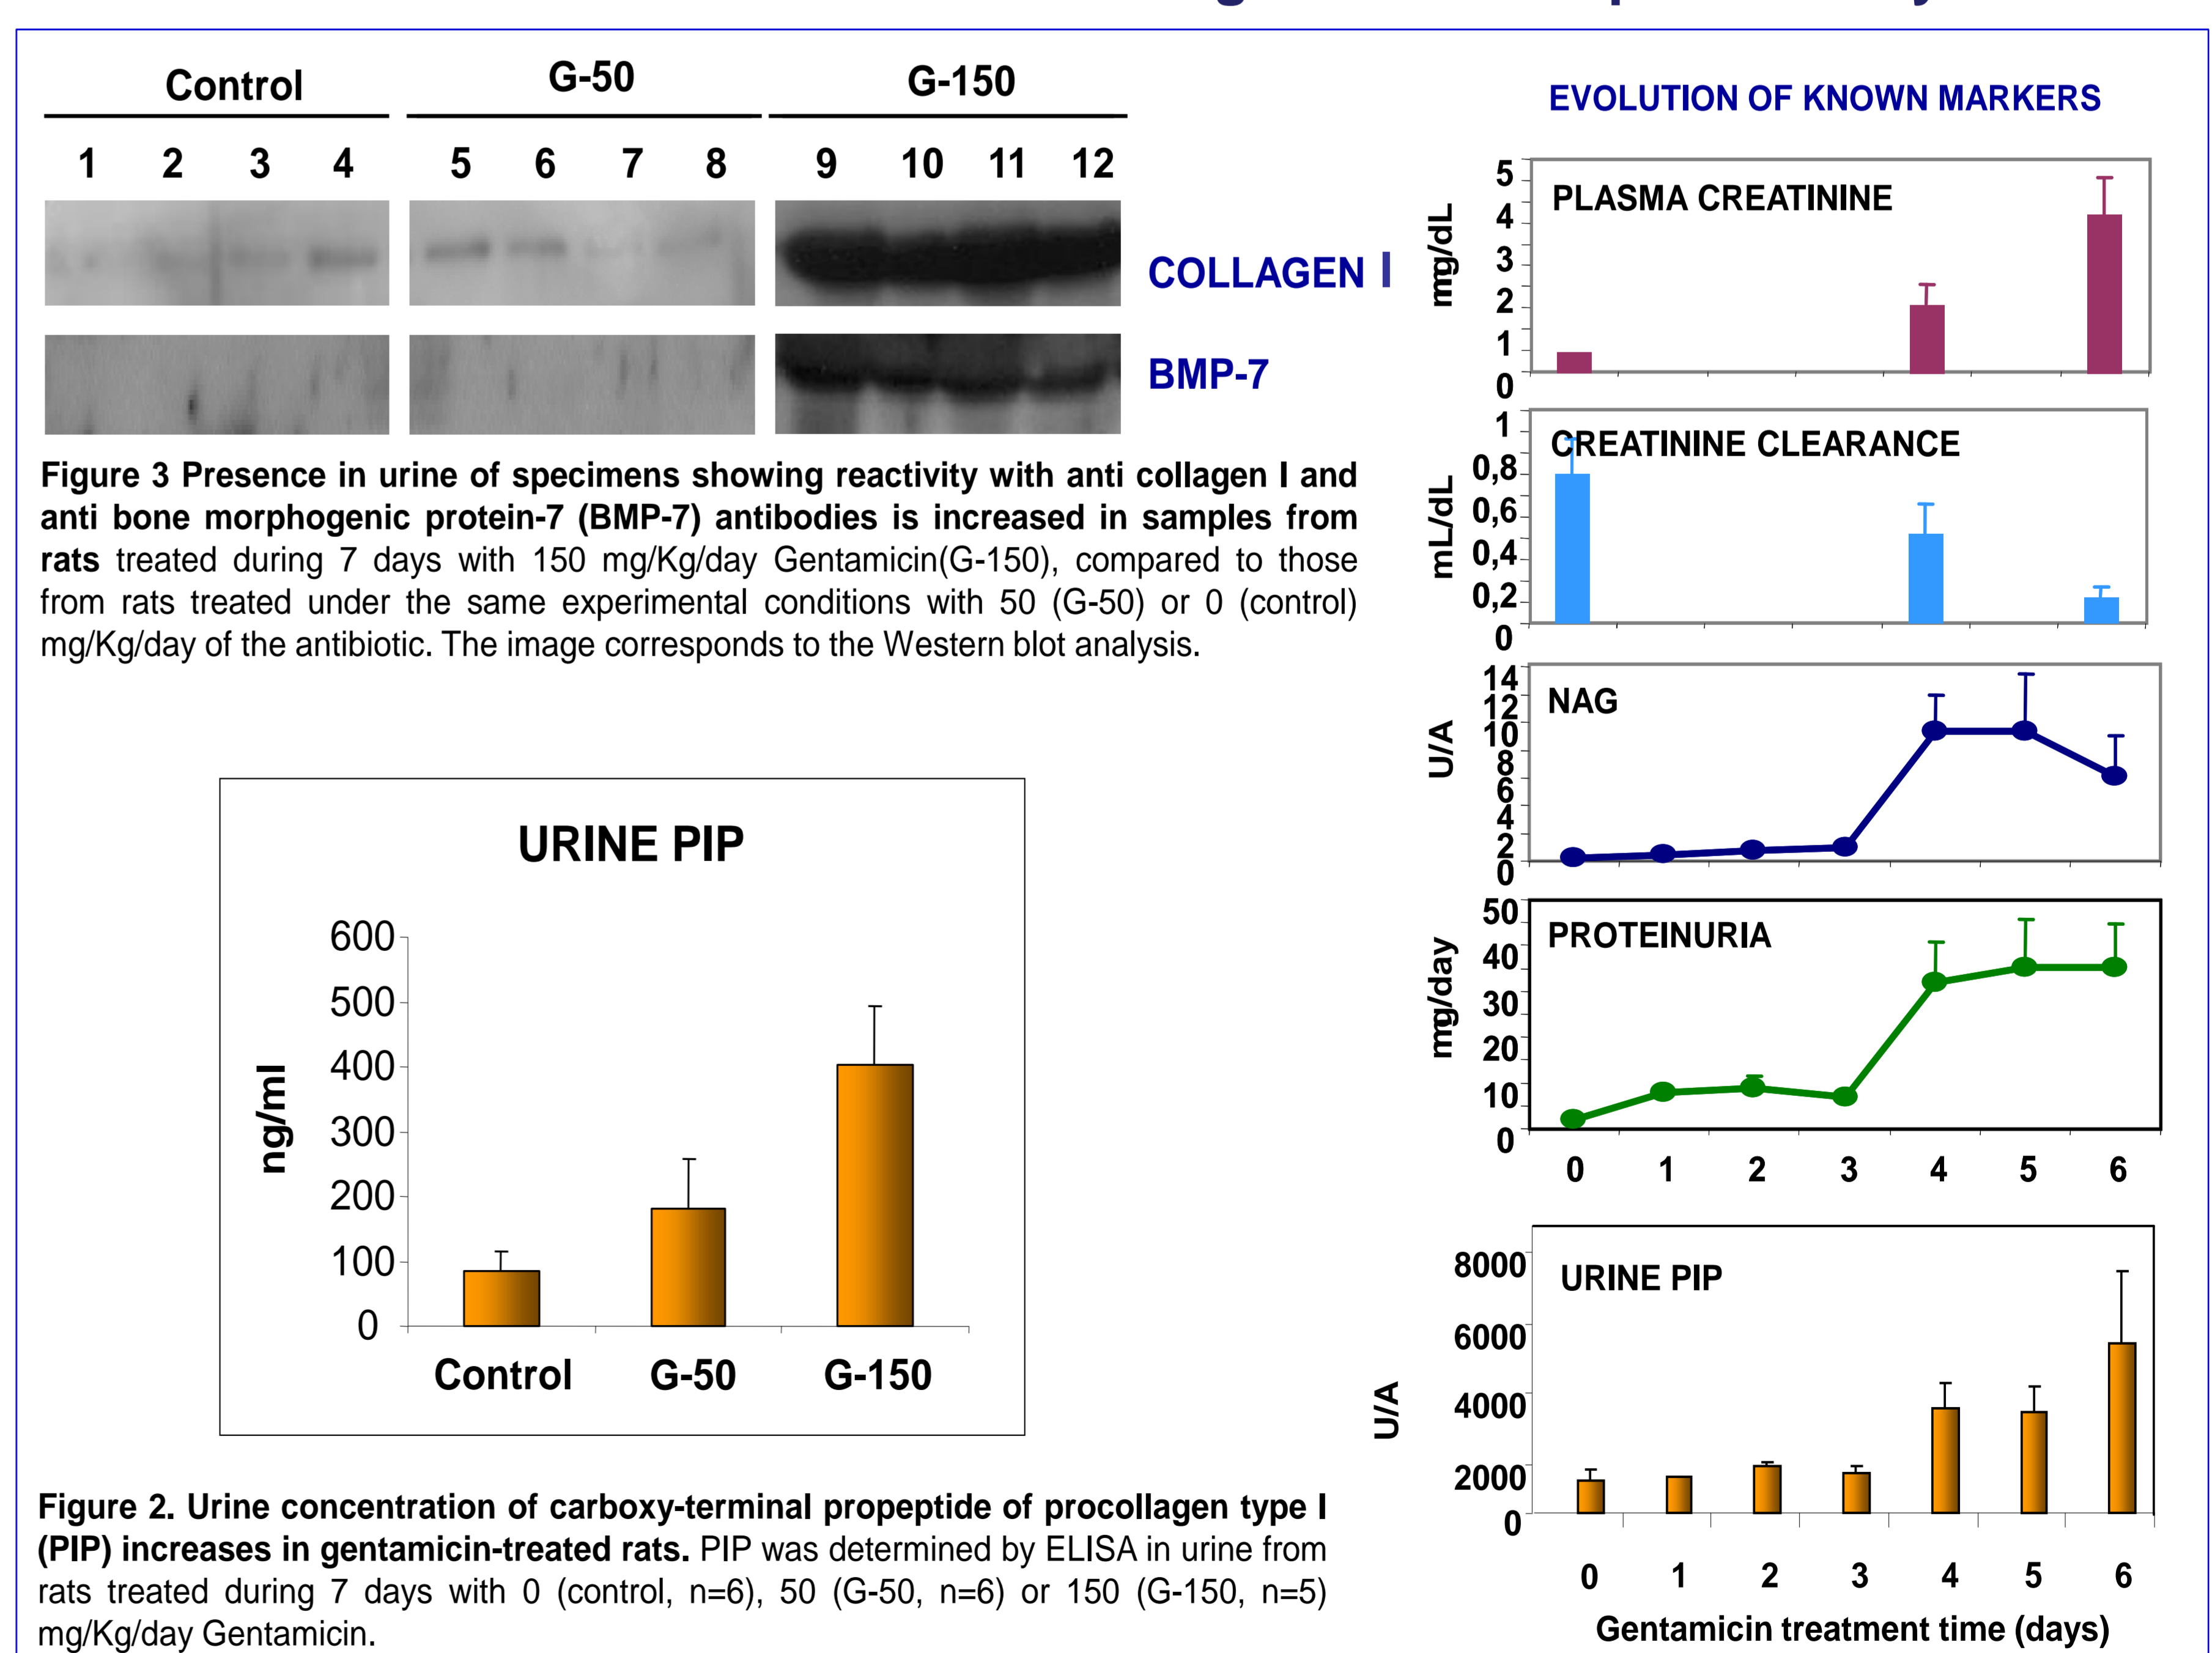 Control G-50 G-150
1 2 3 4 5 6 7 8 9 10 11 12
COLLAGEN I
BMP-7
Figure 3 Presence in urine of specimens showing reactivity with anti collagen I and
anti bone morphogenic protein-7 (BMP-7) antibodies is increased in samples from
rats treated during 7 days with 150 mg/Kg/day Gentamicin(G-150), compared to those
from rats treated under the same experimental conditions with 50 (G-50) or 0 (control)
mg/Kg/day of the antibiotic. The image corresponds to the Western blot analysis.
URINE PIP
600
500
400
300
200
100
0
ng/ml
Control G-50 G-150
Figure 2. Urine concentration of carboxy-terminal propeptide of procollagen type I
(PIP) increases in gentamicin-treated rats. PIP was determined by ELISA in urine from
rats treated during 7 days with 0 (control, n=6), 50 (G-50, n=6) or 150 (G-150, n=5)
mg/Kg/day Gentamicin.
EVOLUTION OF KNOWN MARKERS
PLASMA CREATININE
mg/dL
5
4
3
2
1
0
CREATININE CLEARANCE
mL/dL
1
0,8
0,6
0,4
0,2
0
NAG
U/A
14
12
10
8
6
4
2
0
PROTEINURIA
mg/day
50
40
30
20
10
0
0 1 2 3 4 5 6
URINE PIP
U/A
8000
6000
4000
2000
0
0 1 2 3 4 5 6
Gentamicin treatment time (days)